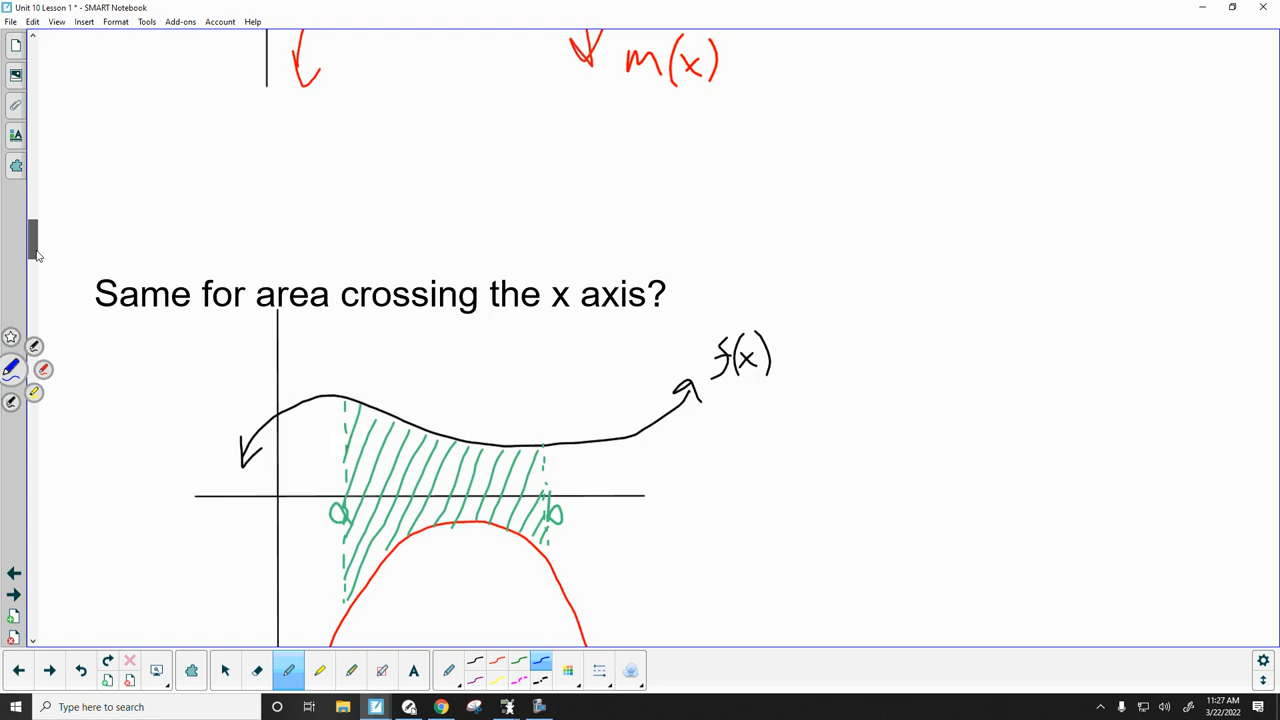 Unit 10 Lesson 1 * - SMART Notebook
File Edit View Insert Format Tools Add-ons Account Help
m(x)
Same for area crossing the x axis?
f(x)
a b
A
Type here to search
11:27 AM
3/22/2022